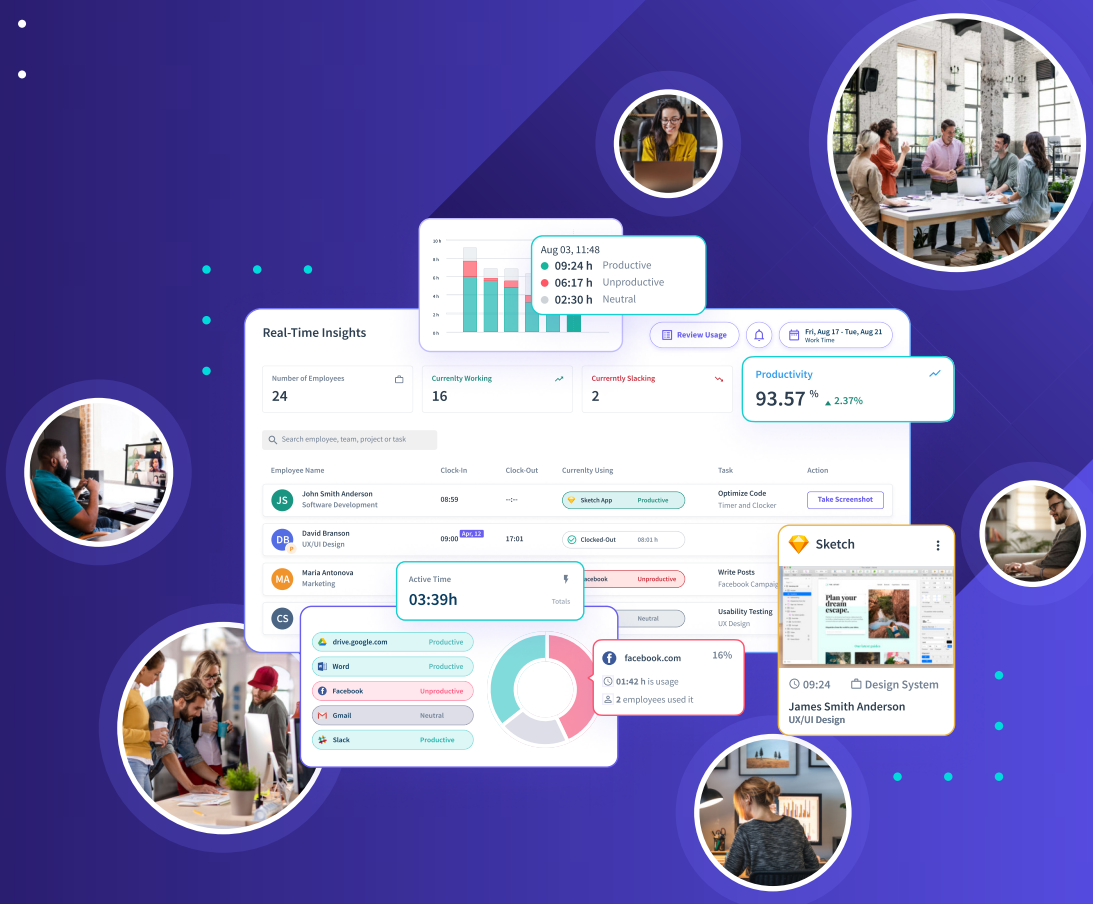 10 h
8 h
6 h
4 h
2 h
0 h
Aug 03, 11:48
09:24 h Productive
06:17 h Unproductive
02:30 h Neutral
Real-Time Insights
Review Usage
Fri, Aug 17 - Tue, Aug 21
Work Time
Number of Employees
24
Currenlty Working
16
Currerntly Slacking
2
Productivity
93.57 % 2.37%
Search employee, team, project or task
Employee Name Clock-In Clock-Out Currenlty Using Task Action
JS
John Smith Anderson
Software Development
08:59 --:-- Sketch App Productive
Optimize Code
Timer and Clocker
Take Screenshot
DB
P
David Branson
UX/UI Design
09:00 Apr, 12 17:01 Clocked-Out 08:01 h
MA
Maria Antonova
Marketing
acebook Unproductive
Write Posts
Facebook Campaig
CS
Neutral
Usability Testing
UX Design
Active Time
03:39h
Totals
drive.google.com Productive
Word Productive
Facebook Unproductive
Gmail Neutral
Slack Productive
facebook.com 16%
01:42 h is usage
2 employees used it
Sketch
Plan your
dream
escape.
09:24 Design System
James Smith Anderson
UX/UI Design